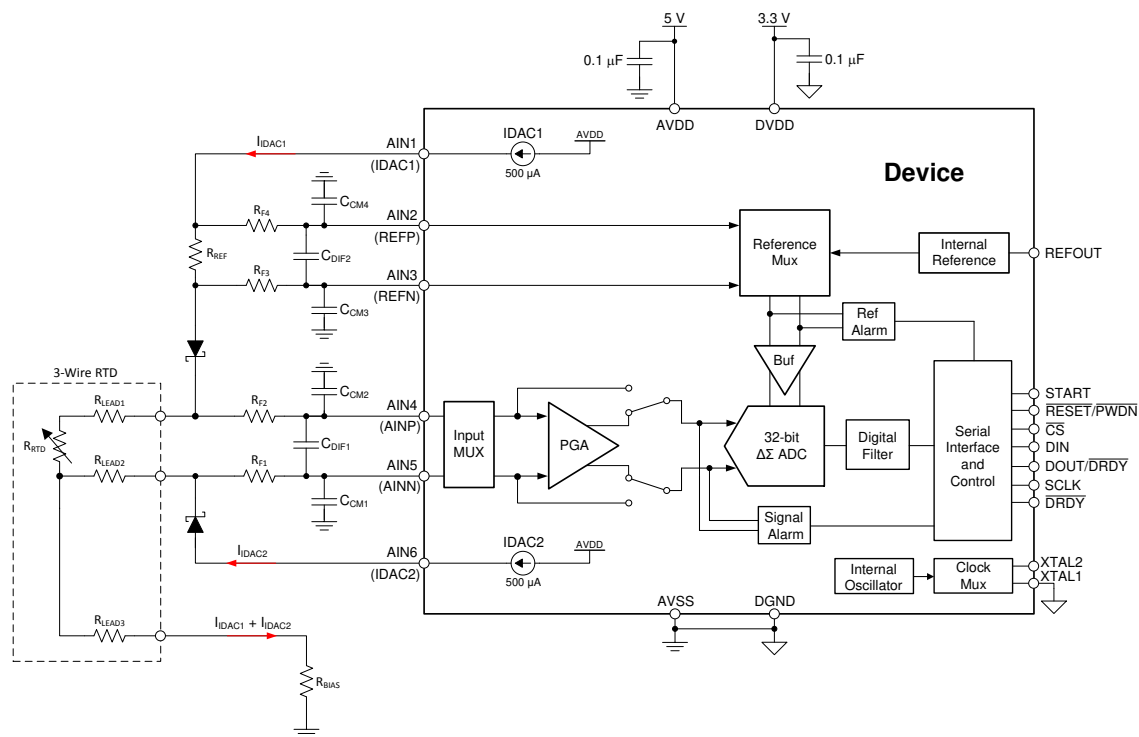 5 V
3.3 V
0.1 µF
0.1 µF
AVDD
DVDD
Device
IIDAC1
AIN1
(IDAC1)
IDAC1
500 µA
AVDD
CCM4
RF4
AIN2
(REFP)
RREF
CDIF2
RF3
AIN3
(REFN)
CCM3
Reference
Mux
Internal
Reference
REFOUT
Ref
Alarm
Buf
3-Wire RTD
CCM2
RLEAD1
RF2
AIN4
(AINP)
RRTD
CDIF1
RLEAD2
RF1
AIN5
(AINN)
CCM1
Input
MUX
PGA
32-bit
ΔΣ ADC
Digital
Filter
Serial
Interface
and
Control
START
RESET/PWDN
CS
DIN
DOUT/DRDY
SCLK
DRDY
Signal
Alarm
IIDAC2
AIN6
(IDAC2)
IDAC2
500 µA
AVDD
Internal
Oscillator
Clock
Mux
XTAL2
XTAL1
AVSS
DGND
RLEAD3
IIDAC1 + IIDAC2
RBIAS